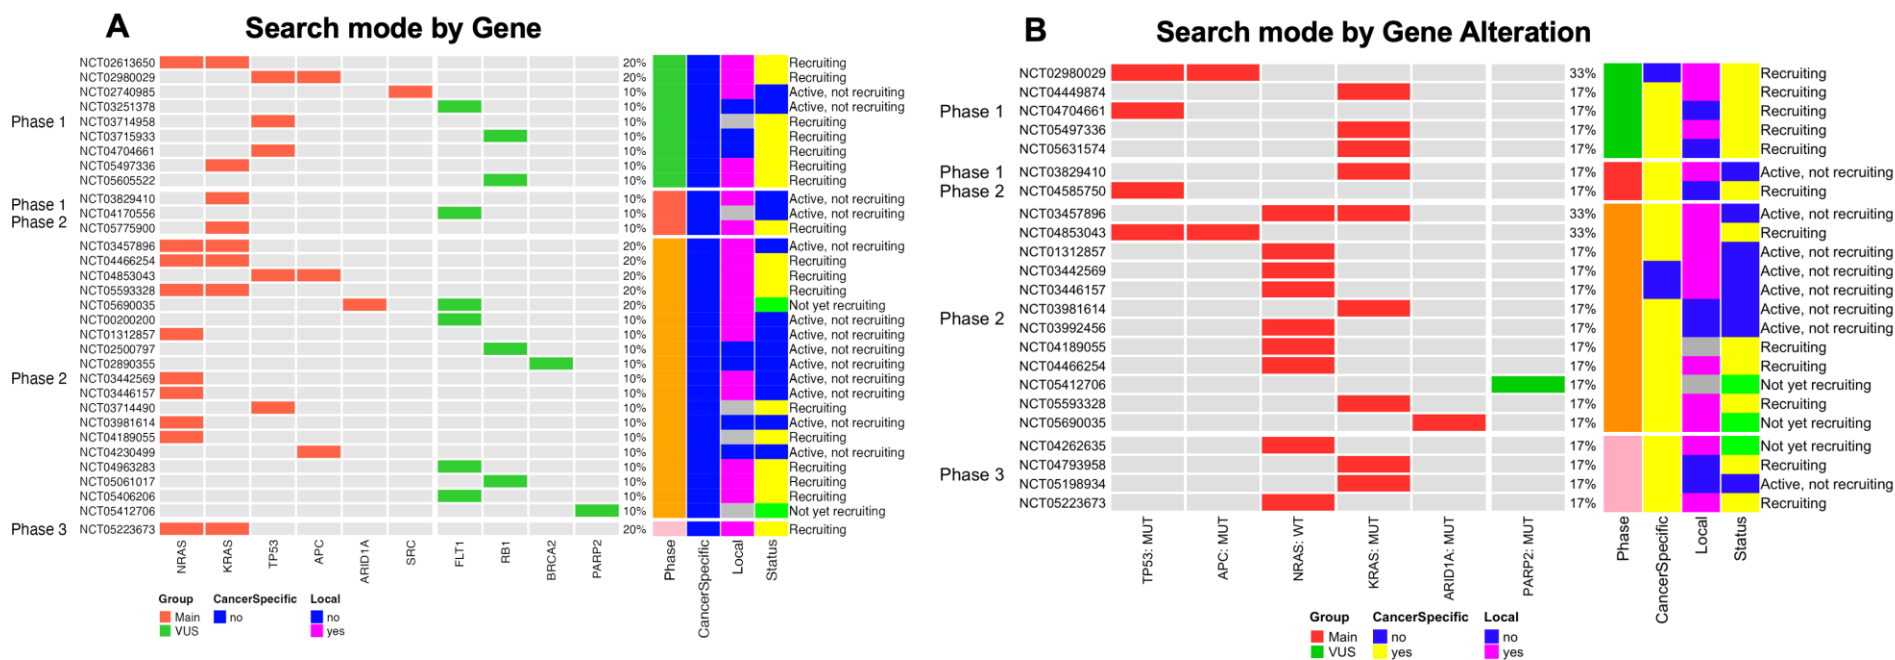 A Search mode by Gene
NCT02613650 20% Recruiting
NCT02980029 20% Recruiting
NCT02740985 10% Active, not recruiting
NCT03251378 10% Active, not recruiting
Phase 1 NCT03714958 10% Recruiting
NCT03715933 10% Recruiting
NCT04704661 10% Recruiting
NCT05497336 10% Recruiting
NCT05605522 10% Recruiting
Phase 1 NCT03829410 10% Active, not recruiting
Phase 2 NCT04170556 10% Active, not recruiting
NCT05775900 10% Recruiting
NCT03457896 20% Active, not recruiting
NCT04466254 20% Recruiting
NCT04853043 20% Recruiting
NCT05593328 20% Recruiting
NCT05690035 20% Not yet recruiting
NCT00200200 10% Active, not recruiting
NCT01312857 10% Active, not recruiting
NCT02500797 10% Active, not recruiting
NCT02890355 10% Active, not recruiting
Phase 2 NCT03442569 10% Active, not recruiting
NCT03446157 10% Active, not recruiting
NCT03714490 10% Recruiting
NCT03981614 10% Active, not recruiting
NCT04189055 10% Recruiting
NCT04230499 10% Active, not recruiting
NCT04963283 10% Recruiting
NCT05061017 10% Recruiting
NCT05406206 10% Recruiting
NCT05412706 10% Not yet recruiting
Phase 3 NCT05223673 20% Recruiting
NRAS KRAS TP53 APC ARID1A SRC FLT1 RB1 BRCA2 PARP2 Phase CancerSpecific Local Status
Group CancerSpecific Local
Main no no
VUS yes
B Search mode by Gene Alteration
NCT02980029 33% Recruiting
NCT04449874 17% Recruiting
Phase 1 NCT04704661 17% Recruiting
NCT05497336 17% Recruiting
NCT05631574 17% Recruiting
Phase 1 NCT03829410 17% Active, not recruiting
Phase 2 NCT04585750 17% Recruiting
NCT03457896 33% Active, not recruiting
NCT04853043 33% Recruiting
NCT01312857 17% Active, not recruiting
NCT03442569 17% Active, not recruiting
NCT03446157 17% Active, not recruiting
NCT03981614 17% Active, not recruiting
Phase 2 NCT03992456 17% Active, not recruiting
NCT04189055 17% Recruiting
NCT04466254 17% Recruiting
NCT05412706 17% Not yet recruiting
NCT05593328 17% Recruiting
NCT05690035 17% Not yet recruiting
NCT04262635 17% Not yet recruiting
Phase 3 NCT04793958 17% Recruiting
NCT05198934 17% Active, not recruiting
NCT05223673 17% Recruiting
TP53: MUT APC: MUT NRAS: WT KRAS: MUT ARID1A: MUT PARP2: MUT Phase CancerSpecific Local Status
Group CancerSpecific Local
Main no no
VUS yes yes